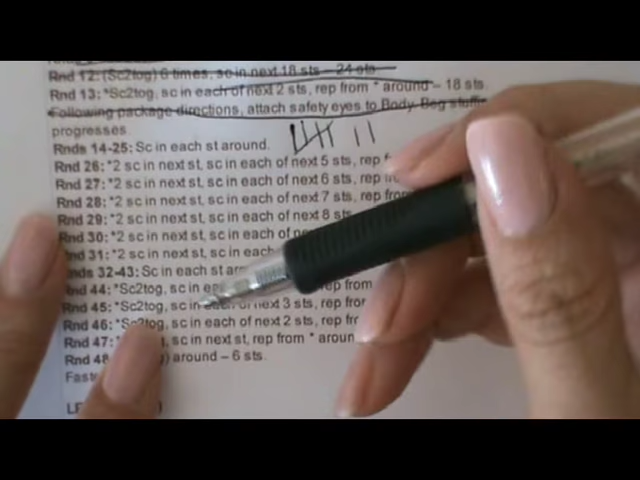 Rnd 12: (Sc2tog) 6 times, sc in next 18 sts – 24 sts
Rnd 13: *Sc2tog, sc in each of next 2 sts, rep from * around – 18 sts.
Following package directions, attach safety eyes to Body. Beg stuffing
progresses.
Rnds 14-25: Sc in each st around.
Rnd 26: *2 sc in next st, sc in each of next 5 sts, rep
Rnd 27: *2 sc in next st, sc in each of next 6 sts, rep
Rnd 28: *2 sc in next st, sc in each of next 7 sts, rep
Rnd 29: *2 sc in next st, sc in each of next 8 sts
Rnd 30: *2 sc in next st, sc in each of
Rnd 31: *2 sc in next st, sc in each
Rnds 32-43: Sc in each st
Rnd 44: *Sc2tog, sc in rep from
Rnd 45: *Sc2tog, sc in each of next 3 sts, rep from
Rnd 46: *Sc2tog, sc in each of next 2 sts, rep
Rnd 47: sc in next st, rep from * around
Rnd 48 around – 6 sts.